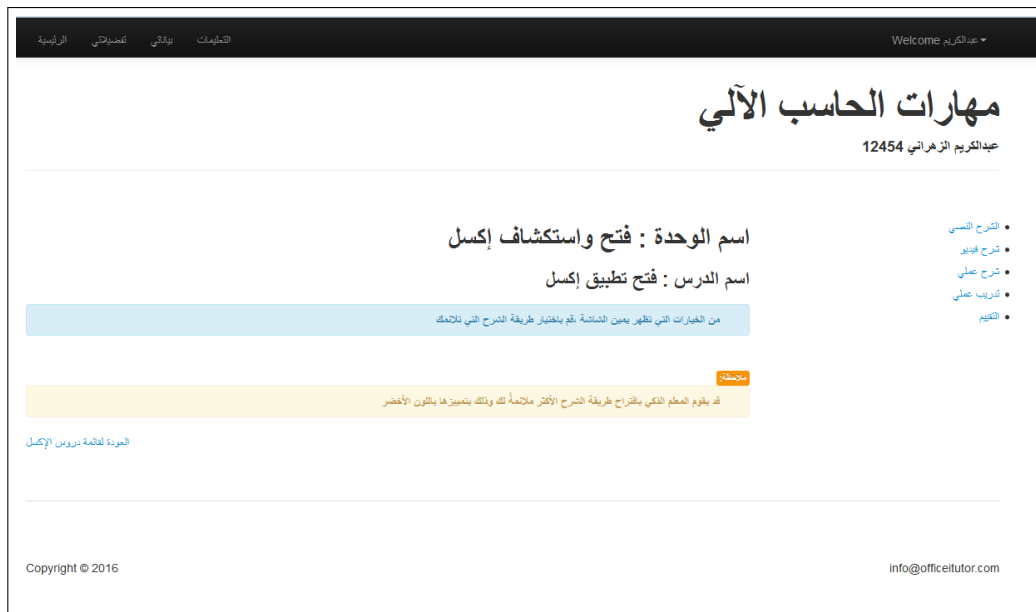 الرئيسية تفضيلاتي بياناتي التعليمات
Welcome عبدالكريم
مهارات الحاسب الآلي
عبدالكريم الزهراني 12454
الشرح النصي
شرح فيديو
شرح عملي
تدريب عملي
التقييم
اسم الوحدة : فتح واستكشاف إكسل
اسم الدرس : فتح تطبيق إكسل
من الخيارات التي تظهر يمين الشاشة ،قم باختيار طريقة الشرح التي تلائمك
ملاحظة:
قد يقوم المعلم الذكي باقتراح طريقة الشرح الأكثر ملائمةً لك وذلك بتمييزها باللون الأخضر
العودة لقائمة دروس الإكسل
info@officeitutor.com
Copyright © 2016